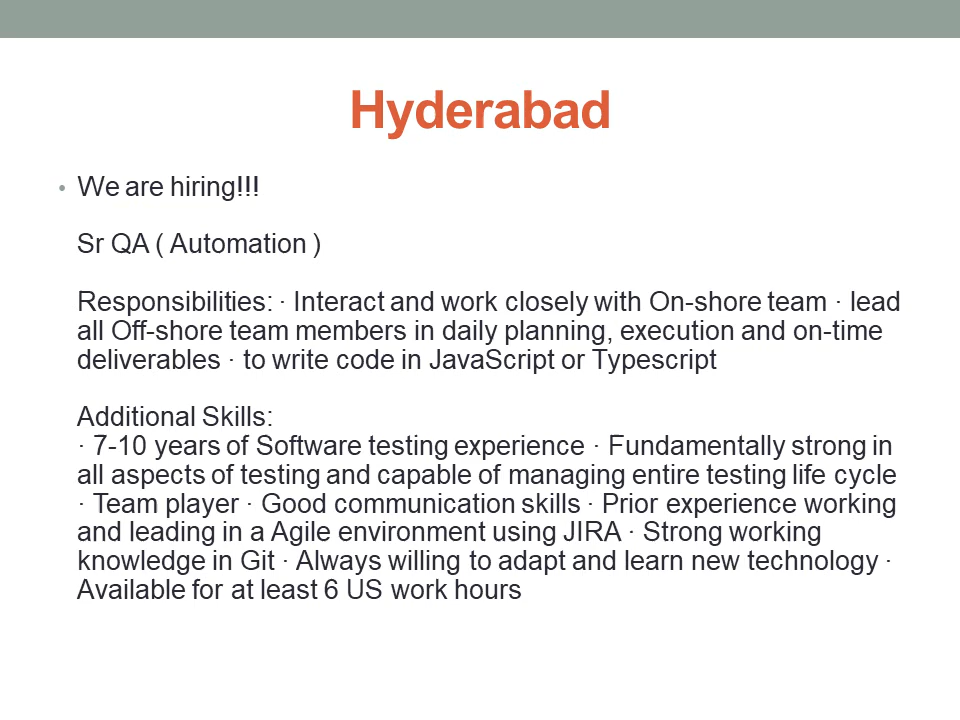 Hyderabad
• We are hiring!!!
Sr QA ( Automation )
Responsibilities: · Interact and work closely with On-shore team · lead
all Off-shore team members in daily planning, execution and on-time
deliverables · to write code in JavaScript or Typescript
Additional Skills:
· 7-10 years of Software testing experience · Fundamentally strong in
all aspects of testing and capable of managing entire testing life cycle
· Team player · Good communication skills · Prior experience working
and leading in a Agile environment using JIRA · Strong working
knowledge in Git · Always willing to adapt and learn new technology ·
Available for at least 6 US work hours